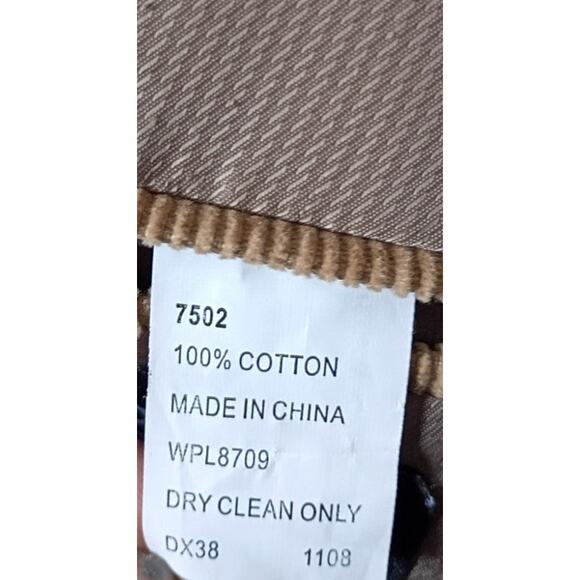 7502
100% COTTON
MADE IN CHINA
WPL8709
DRY CLEAN ONLY
DX38 1108